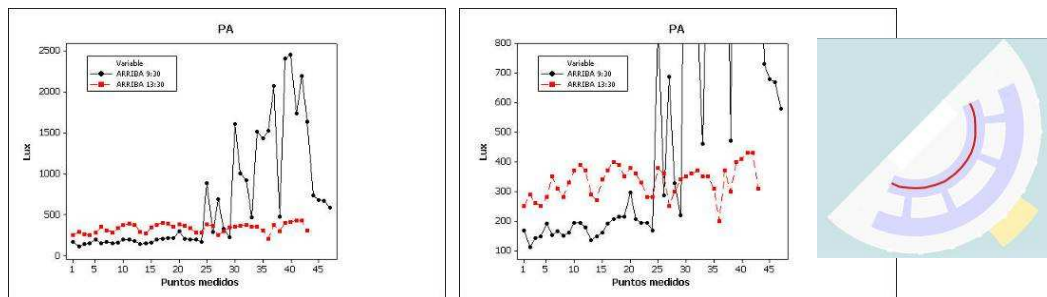 PA
2500
2000
1500
1000
500
0
Lux
Variable
ARRIBA 9:30
ARRIBA 13:30
1 5 10 15 20 25 30 35 40 45
Puntos medidos
PA
800
700
600
500
400
300
200
100
Lux
Variable
ARRIBA 9:30
ARRIBA 13:30
1 5 10 15 20 25 30 35 40 45
Puntos medidos